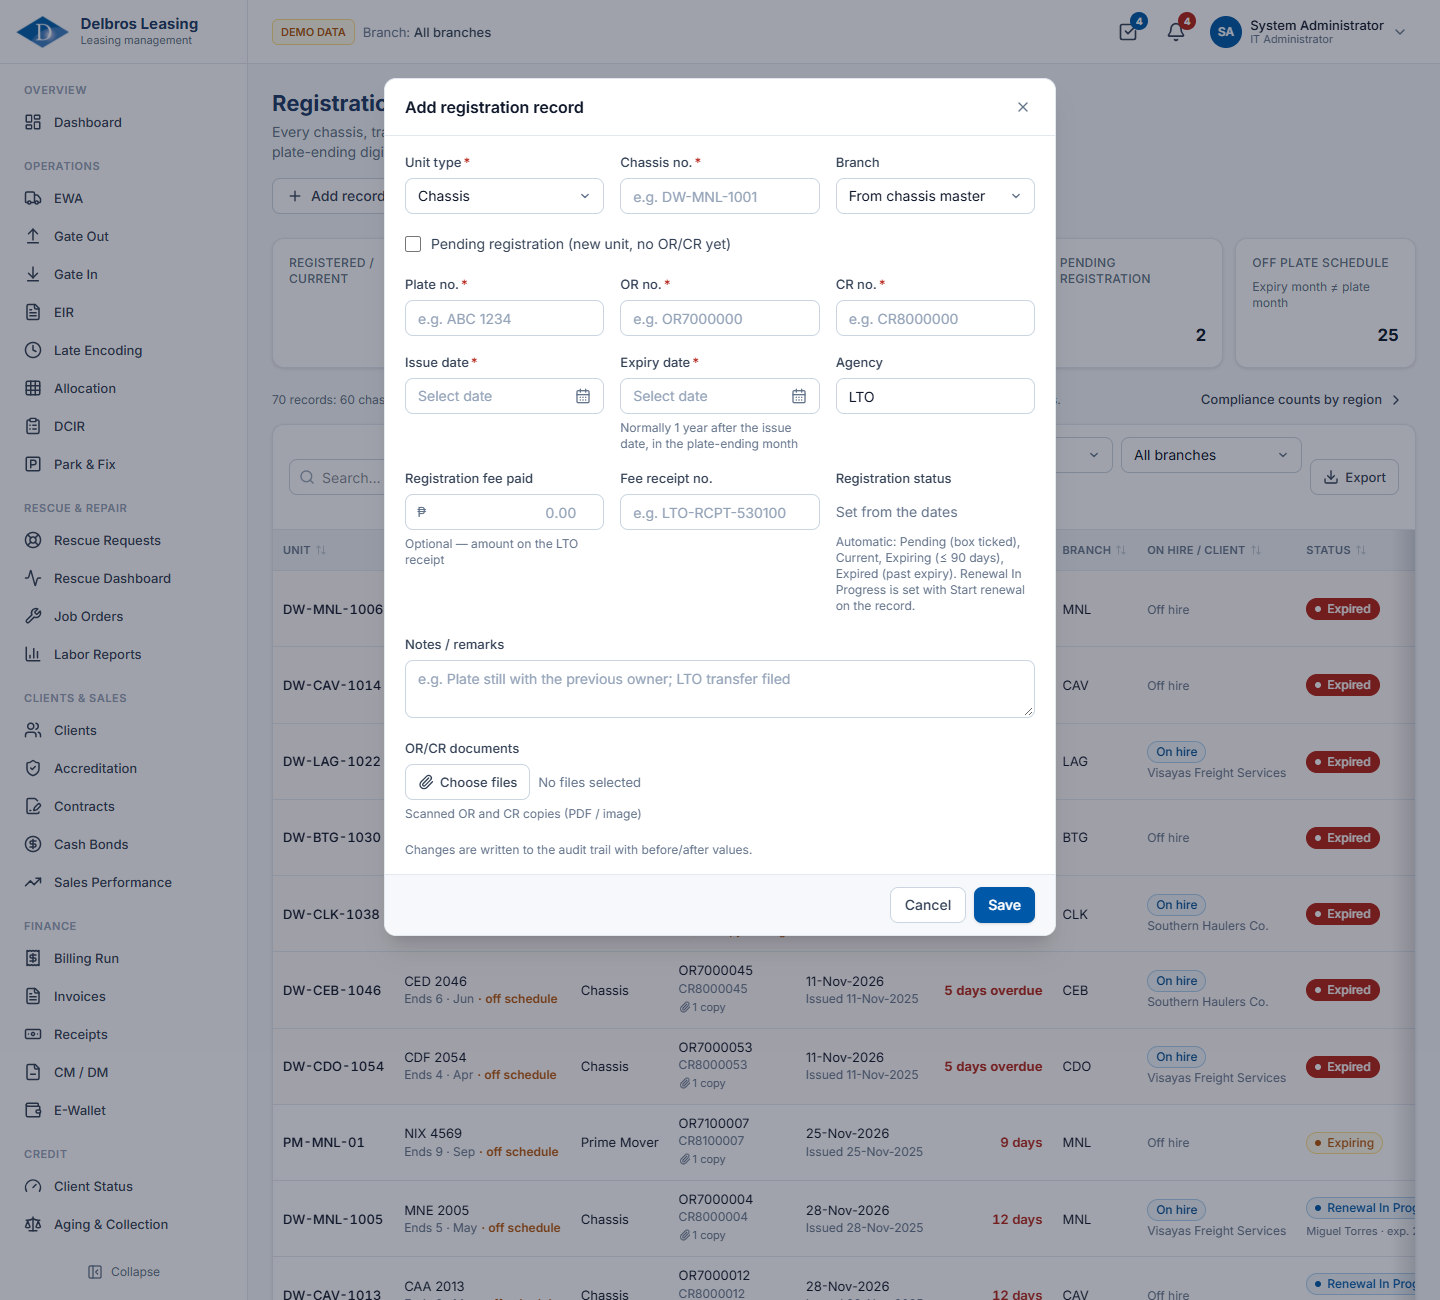 Delbros Leasing
Leasing management
DEMO DATA
Branch: All branches
4
4
SA
System Administrator
IT Administrator
OVERVIEW
Dashboard
OPERATIONS
EWA
Gate Out
Gate In
EIR
Late Encoding
Allocation
DCIR
Park & Fix
RESCUE & REPAIR
Rescue Requests
Rescue Dashboard
Job Orders
Labor Reports
CLIENTS & SALES
Clients
Accreditation
Contracts
Cash Bonds
Sales Performance
FINANCE
Billing Run
Invoices
Receipts
CM / DM
E-Wallet
CREDIT
Client Status
Aging & Collection
Collapse
Registratio
Every chassis, tra
plate-ending digi
Add record
REGISTERED /
CURRENT
PENDING
REGISTRATION
2
OFF PLATE SCHEDULE
Expiry month ≠ plate
month
25
70 records: 60 chas
s.
Compliance counts by region
Search...
All branches
Export
Add registration record
Unit type *
Chassis no. *
Branch
Chassis
e.g. DW-MNL-1001
From chassis master
Pending registration (new unit, no OR/CR yet)
Plate no. *
OR no. *
CR no. *
e.g. ABC 1234
e.g. OR7000000
e.g. CR8000000
Issue date *
Expiry date *
Agency
Select date
Select date
LTO
Normally 1 year after the issue
date, in the plate-ending month
Registration fee paid
Fee receipt no.
Registration status
₱ 0.00
e.g. LTO-RCPT-530100
Set from the dates
Optional — amount on the LTO
receipt
Automatic: Pending (box ticked),
Current, Expiring (≤ 90 days),
Expired (past expiry). Renewal In
Progress is set with Start renewal
on the record.
Notes / remarks
e.g. Plate still with the previous owner; LTO transfer filed
OR/CR documents
Choose files
No files selected
Scanned OR and CR copies (PDF / image)
Changes are written to the audit trail with before/after values.
Cancel
Save
UNIT
BRANCH
ON HIRE / CLIENT
STATUS
DW-MNL-1006
MNL
Off hire
Expired
DW-CAV-1014
CAV
Off hire
Expired
DW-LAG-1022
LAG
On hire
Visayas Freight Services
Expired
DW-BTG-1030
BTG
Off hire
Expired
DW-CLK-1038
CLK
On hire
Southern Haulers Co.
Expired
DW-CEB-1046
CED 2046
Ends 6 · Jun · off schedule
Chassis
OR7000045
CR8000045
1 copy
11-Nov-2026
Issued 11-Nov-2025
5 days overdue
CEB
On hire
Southern Haulers Co.
Expired
DW-CDO-1054
CDF 2054
Ends 4 · Apr · off schedule
Chassis
OR7000053
CR8000053
1 copy
11-Nov-2026
Issued 11-Nov-2025
5 days overdue
CDO
On hire
Visayas Freight Services
Expired
PM-MNL-01
NIX 4569
Ends 9 · Sep · off schedule
Prime Mover
OR7100007
CR8100007
1 copy
25-Nov-2026
Issued 25-Nov-2025
9 days
MNL
Off hire
Expiring
DW-MNL-1005
MNE 2005
Ends 5 · May · off schedule
Chassis
OR7000004
CR8000004
1 copy
28-Nov-2026
Issued 28-Nov-2025
12 days
MNL
On hire
Visayas Freight Services
Renewal In Prog
Miguel Torres · exp.
DW-CAV-1013
CAA 2013
Chassis
OR7000012
CR8000012
28-Nov-2026
12 days
CAV
Off hire
Renewal In Prog